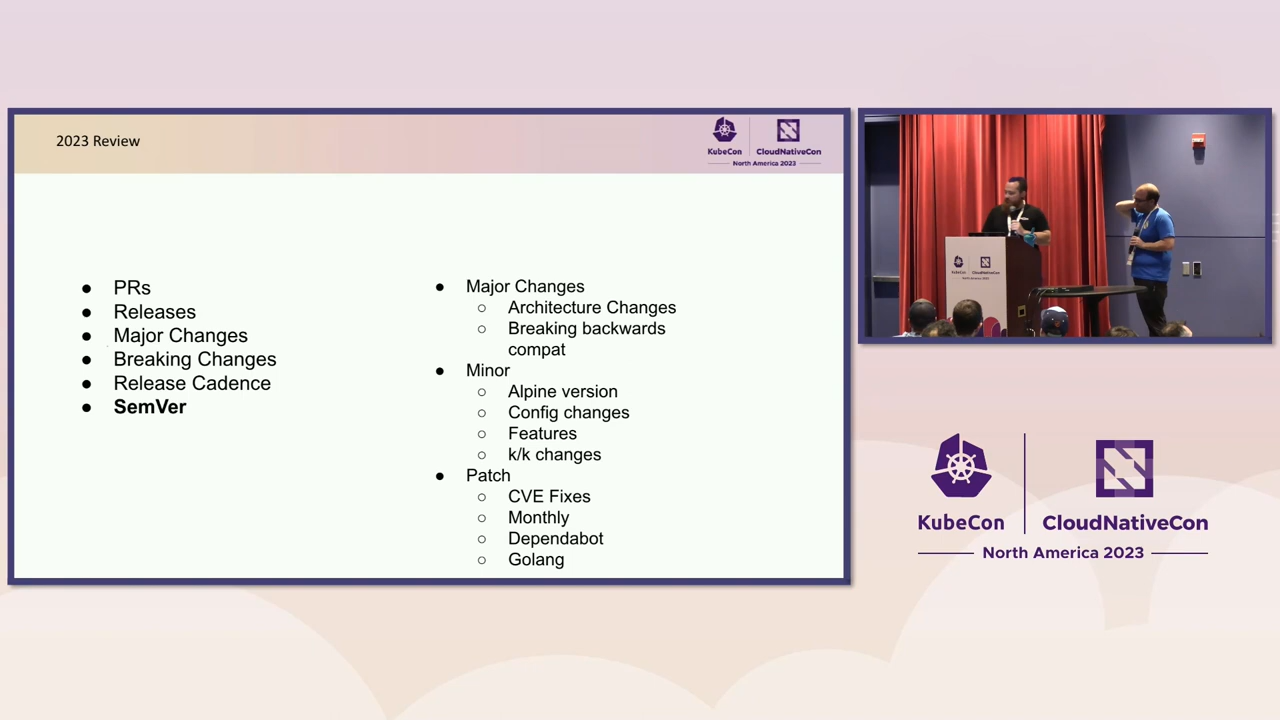 2023 Review
KubeCon
CloudNativeCon
North America 2023
PRs
Releases
Major Changes
Breaking Changes
Release Cadence
SemVer
Major Changes
Architecture Changes
Breaking backwards
compat
Minor
Alpine version
Config changes
Features
k/k changes
Patch
CVE Fixes
Monthly
Dependabot
Golang
KubeCon
CloudNativeCon
North America 2023